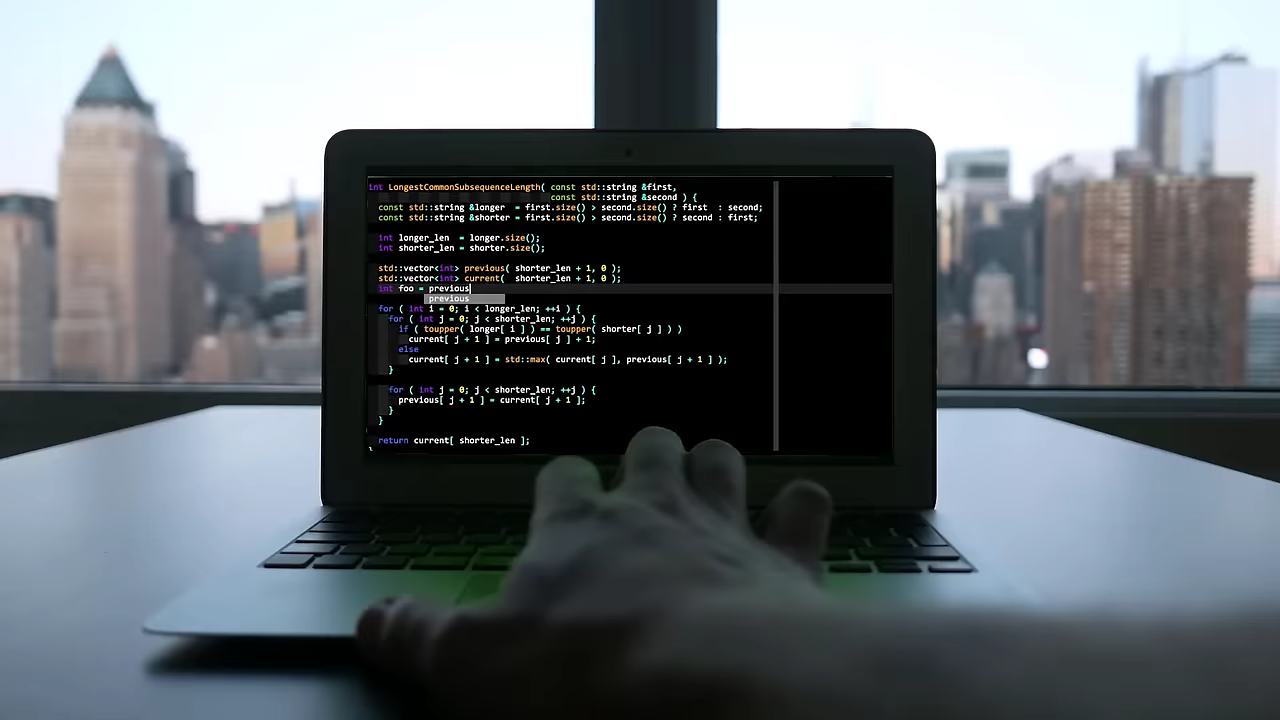 int LongestCommonSubsequenceLength( const std::string &first,
const std::string &second ) {
const std::string &longer  = first.size() > second.size() ? first  : second;
const std::string &shorter = first.size() > second.size() ? second : first;
int longer_len  = longer.size();
int shorter_len = shorter.size();
std::vector<int> previous( shorter_len + 1, 0 );
std::vector<int> current(  shorter_len + 1, 0 );
int foo = previous
previous
for ( int i = 0; i < longer_len; ++i ) {
for ( int j = 0; j < shorter_len; ++j ) {
if ( toupper( longer[ i ] ) == toupper( shorter[ j ] ) )
current[ j + 1 ] = previous[ j ] + 1;
else
current[ j + 1 ] = std::max( current[ j ], previous[ j + 1 ] );
}
for ( int j = 0; j < shorter_len; ++j ) {
previous[ j + 1 ] = current[ j + 1 ];
}
}
return current[ shorter_len ];
}